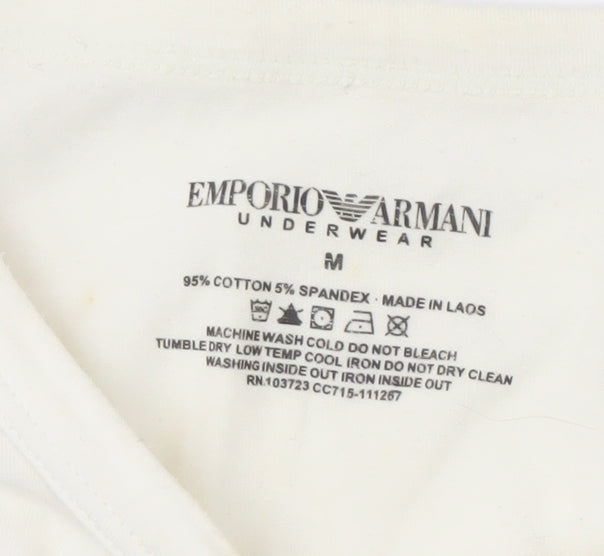 EMPORIO ARMANI
UNDERWEAR
M
95% COTTON 5% SPANDEX · MADE IN LAOS
MACHINE WASH COLD DO NOT BLEACH
TUMBLE DRY LOW TEMP COOL IRON DO NOT DRY CLEAN
WASHING INSIDE OUT IRON INSIDE OUT
RN.103723 CC715-111267